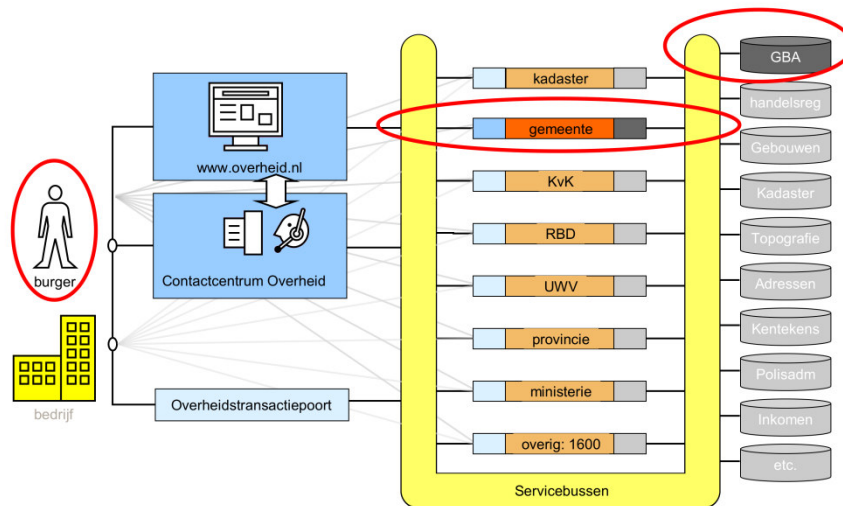 www.overheid.nl
Contactcentrum Overheid
burger
bedrijf
Overheidstransactiepoort
kadaster
gemeente
KvK
RBD
UWV
provincie
ministerie
overig: 1600
Servicebussen
GBA
handelsreg
Gebouwen
Kadaster
Topografie
Adressen
Kentekens
Polisadm
Inkomen
etc.